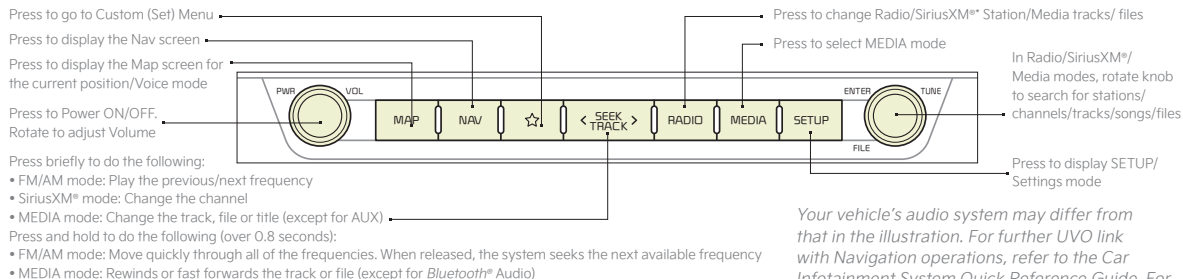 Press to go to Custom (Set) Menu
Press to display the Nav screen
Press to display the Map screen for
the current position/Voice mode
Press to Power ON/OFF.
Rotate to adjust Volume
Press briefly to do the following:
• FM/AM mode: Play the previous/next frequency
• SiriusXM® mode: Change the channel
• MEDIA mode: Change the track, file or title (except for AUX)
Press and hold to do the following (over 0.8 seconds):
• FM/AM mode: Move quickly through all of the frequencies. When released, the system seeks the next available frequency
• MEDIA mode: Rewinds or fast forwards the track or file (except for Bluetooth® Audio)
PWR
VOL
MAP
NAV
☆
< SEEK >
TRACK
RADIO
MEDIA
SETUP
ENTER
TUNE
FILE
Press to change Radio/SiriusXM®* Station/Media tracks/ files
Press to select MEDIA mode
In Radio/SiriusXM®/
Media modes, rotate knob
to search for stations/
channels/tracks/songs/files
Press to display SETUP/
Settings mode
Your vehicle's audio system may differ from
that in the illustration. For further UVO link
with Navigation operations, refer to the Car
Infotainment System Quick Reference Guide. For